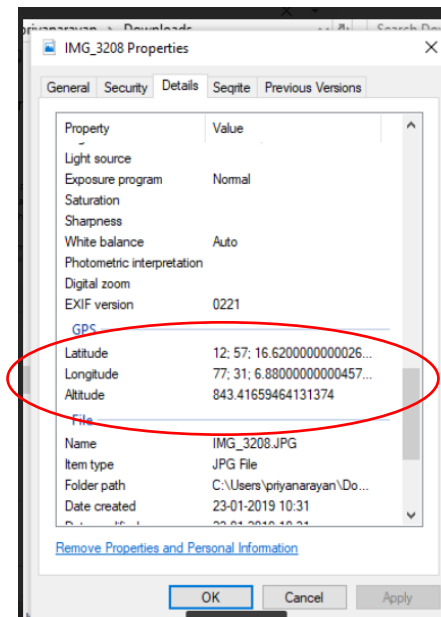 priyanarayan > Downloads
Search Dow
IMG_3208 Properties
General Security Details Seqrite Previous Versions
Property Value
Light source
Exposure program Normal
Saturation
Sharpness
White balance Auto
Photometric interpretation
Digital zoom
EXIF version 0221
GPS
Latitude 12; 57; 16.6200000000026...
Longitude 77; 31; 6.88000000000457...
Altitude 843.41659464131374
File
Name IMG_3208.JPG
Item type JPG File
Folder path C:\Users\priyanarayan\Do...
Date created 23-01-2019 10:31
Remove Properties and Personal Information
OK Cancel Apply